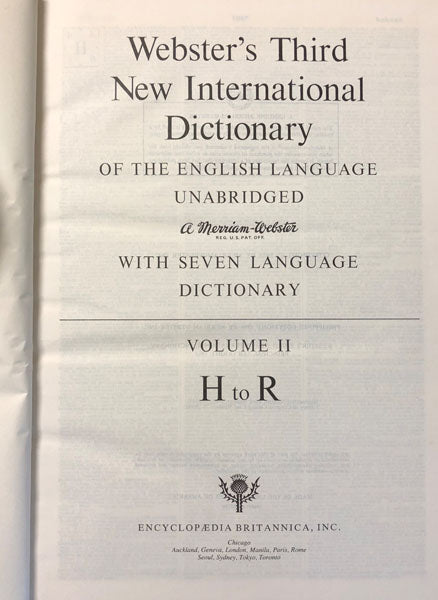 Webster's Third
New International
Dictionary
OF THE ENGLISH LANGUAGE
UNABRIDGED
a Merriam-Webster
REG. U.S. PAT. OFF.
WITH SEVEN LANGUAGE
DICTIONARY
VOLUME II
H to R
ENCYCLOPÆDIA BRITANNICA, INC.
Chicago
Auckland, Geneva, London, Manila, Paris, Rome
Seoul, Sydney, Tokyo, Toronto